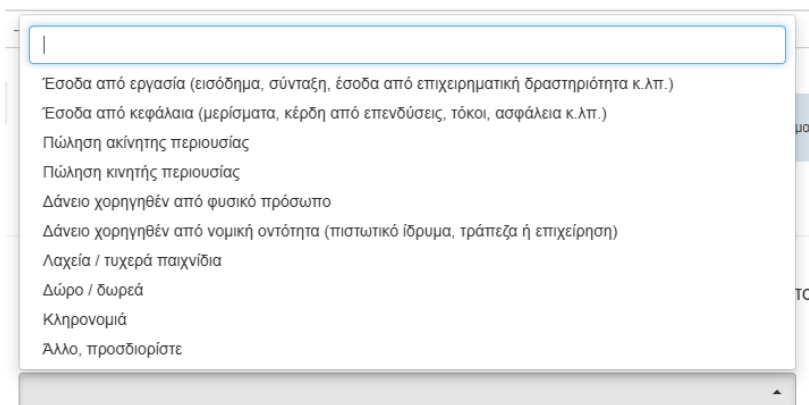 Έσοδα από εργασία (εισόδημα, σύνταξη, έσοδα από επιχειρηματική δραστηριότητα κ.λπ.)
Έσοδα από κεφάλαια (μερίσματα, κέρδη από επενδύσεις, τόκοι, ασφάλεια κ.λπ.)
Πώληση ακίνητης περιουσίας
Πώληση κινητής περιουσίας
Δάνειο χορηγηθέν από φυσικό πρόσωπο
Δάνειο χορηγηθέν από νομική οντότητα (πιστωτικό ίδρυμα, τράπεζα ή επιχείρηση)
Λαχεία / τυχερά παιχνίδια
Δώρο / δωρεά
Κληρονομιά
Άλλο, προσδιορίστε